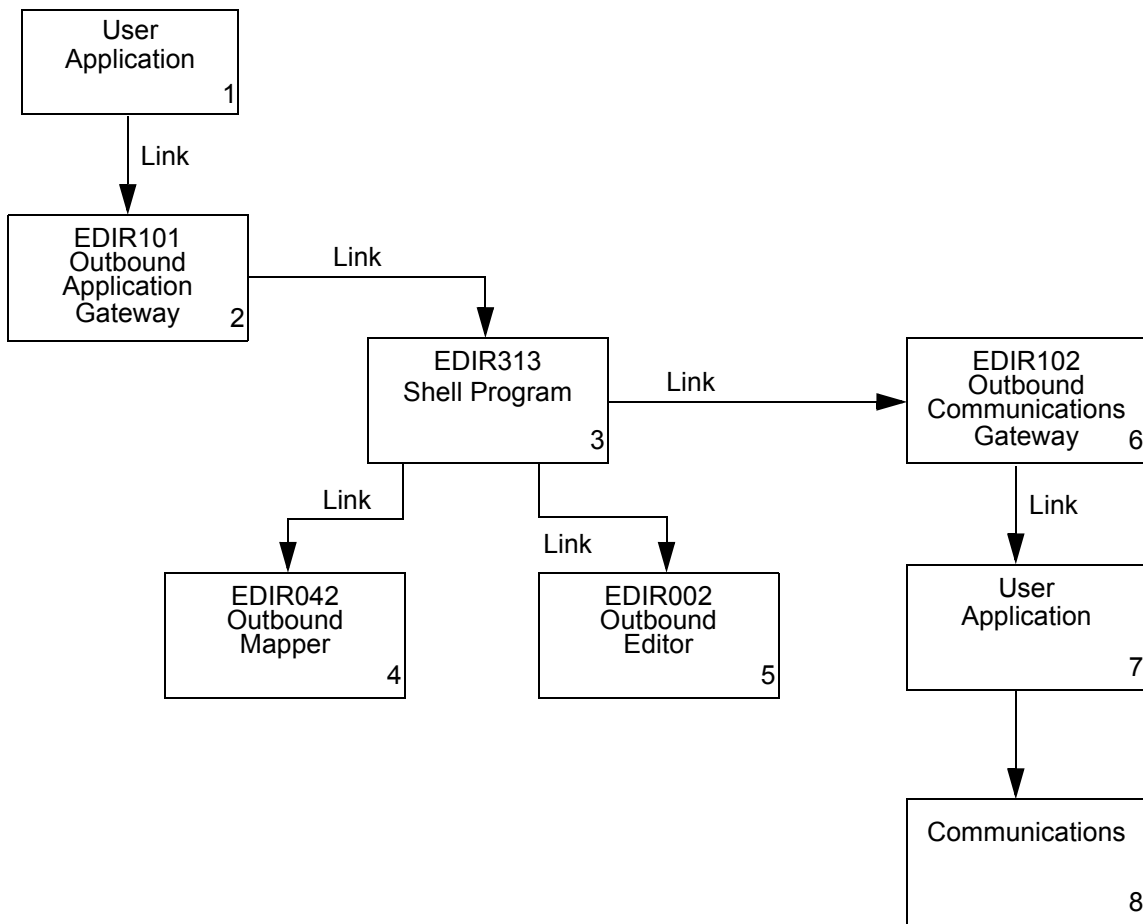 User
Application
1
Link
EDIR101
Outbound
Application
Gateway
2
Link
EDIR313
Shell Program
3
Link
EDIR102
Outbound
Communications
Gateway
6
Link
Link
Link
EDIR042
Outbound
Mapper
4
EDIR002
Outbound
Editor
5
User
Application
7
Communications
8